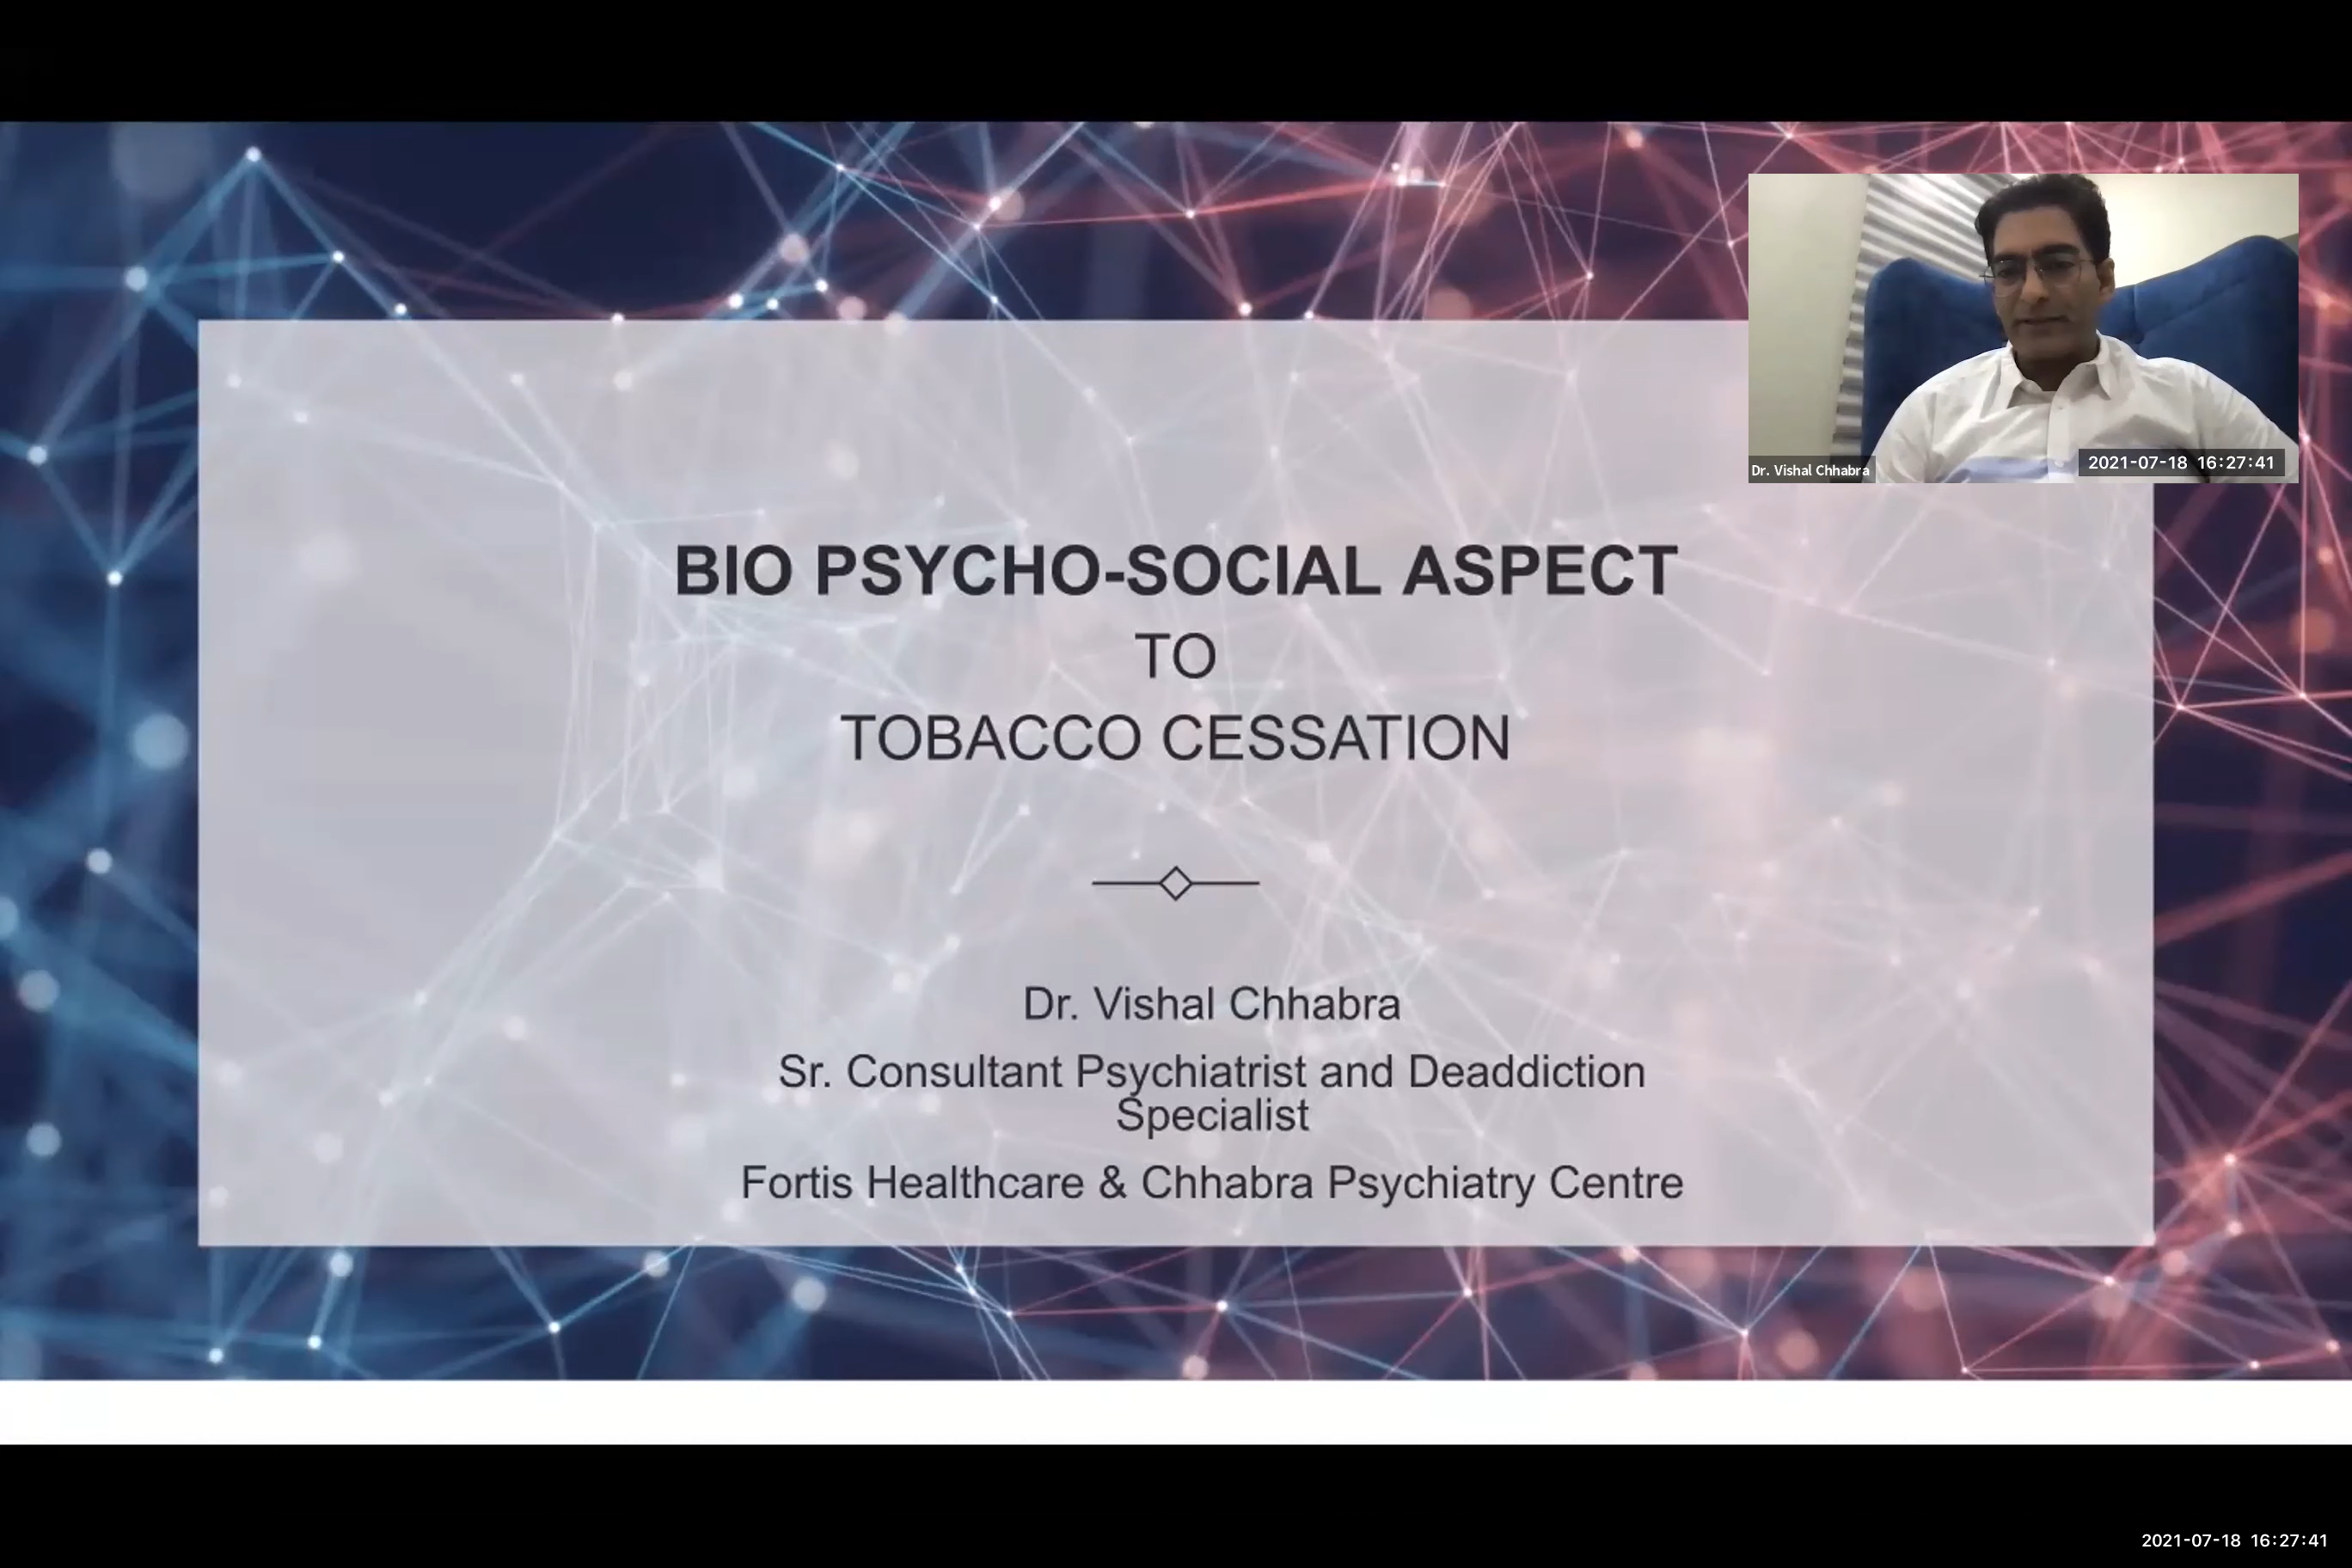 Dr. Vishal Chhabra
2021-07-18 16:27:41
BIO PSYCHO-SOCIAL ASPECT
TO
TOBACCO CESSATION
Dr. Vishal Chhabra
Sr. Consultant Psychiatrist and Deaddiction
Specialist
Fortis Healthcare & Chhabra Psychiatry Centre
2021-07-18 16:27:41